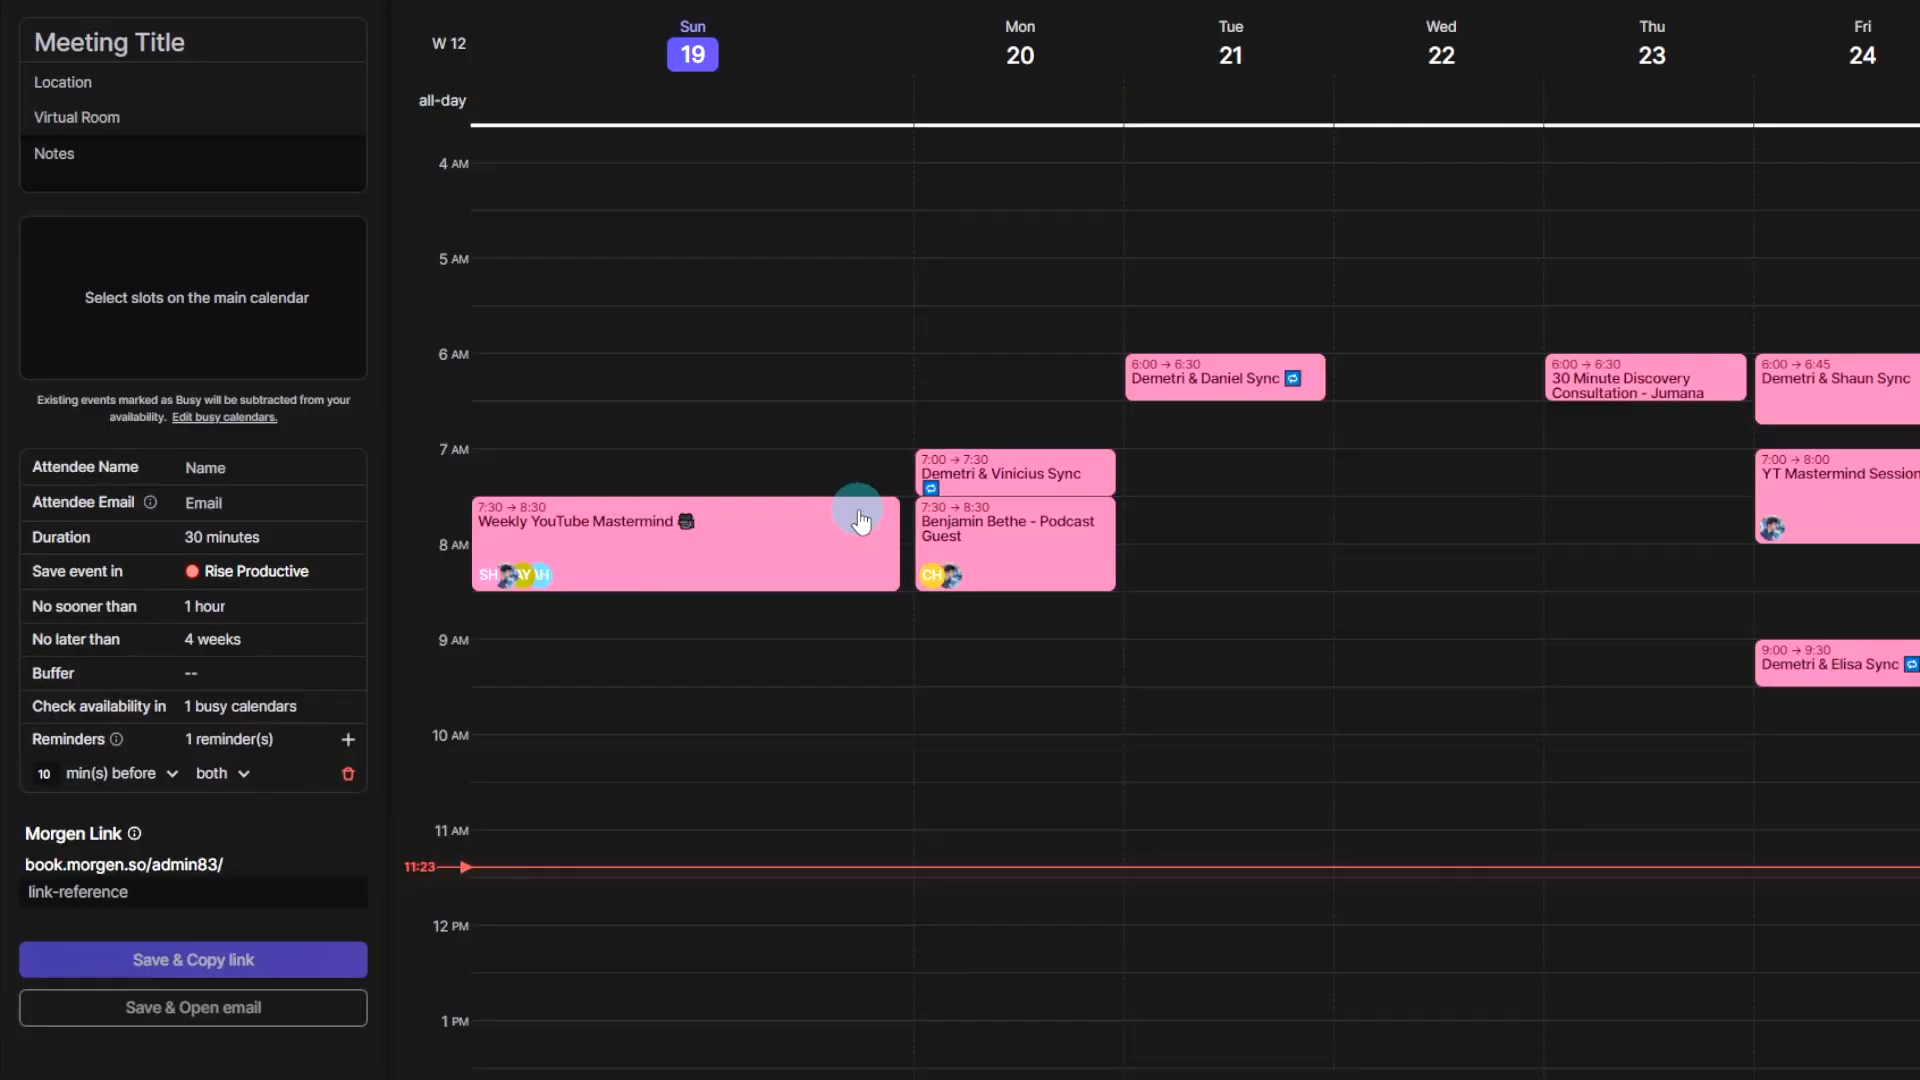 Meeting Title
Location
Virtual Room
Notes
Select slots on the main calendar
Existing events marked as Busy will be subtracted from your
availability. Edit busy calendars.
Attendee Name Name
Attendee Email Email
Duration 30 minutes
Save event in Rise Productive
No sooner than 1 hour
No later than 4 weeks
Buffer --
Check availability in 1 busy calendars
Reminders 1 reminder(s) +
10 min(s) before both
Morgen Link
book.morgen.so/admin83/
link-reference
Save & Copy link
Save & Open email
W 12
Sun
19
Mon
20
Tue
21
Wed
22
Thu
23
Fri
24
all-day
4 AM
5 AM
6 AM
7 AM
8 AM
9 AM
10 AM
11 AM
11:23
12 PM
1 PM
7:30 → 8:30
Weekly YouTube Mastermind
SH AY AH
7:00 → 7:30
Demetri & Vinicius Sync
7:30 → 8:30
Benjamin Bethe - Podcast
Guest
CH
6:00 → 6:30
Demetri & Daniel Sync
6:00 → 6:30
30 Minute Discovery
Consultation - Jumana
6:00 → 6:45
Demetri & Shaun Sync
7:00 → 8:00
YT Mastermind Session
9:00 → 9:30
Demetri & Elisa Sync